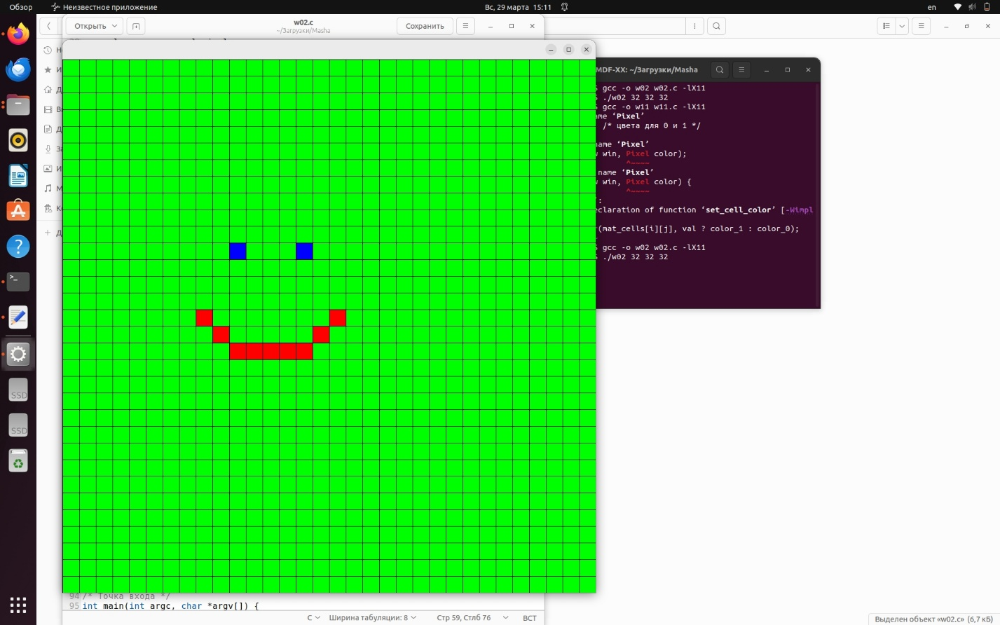 Обзор
Неизвестное приложение
Вс, 29 марта 15:11
en
Открыть
w02.c
~/Загрузки/Masha
Сохранить
MDF-XX: ~/Загрузки/Masha
$ gcc -o w02 w02.c -lX11
$ ./w02 32 32 32
$ gcc -o w11 w11.c -lX11
ame ‘Pixel’
/* цвета для 0 и 1 */
name ‘Pixel’
w win, Pixel color);
^~~~~
name ‘Pixel’
w win, Pixel color) {
^~~~~
’:
eclaration of function ‘set_cell_color’ [-Wimpl
(mat_cells[i][j], val ? color_1 : color_0);
$ gcc -o w02 w02.c -lX11
$ ./w02 32 32 32
SSD
SSD
94 /* Точка входа */
95 int main(int argc, char *argv[]) {
C
Ширина табуляции: 8
Стр 59, Стлб 76
ВСТ
Выделен объект «w02.c» (6,7 кБ)